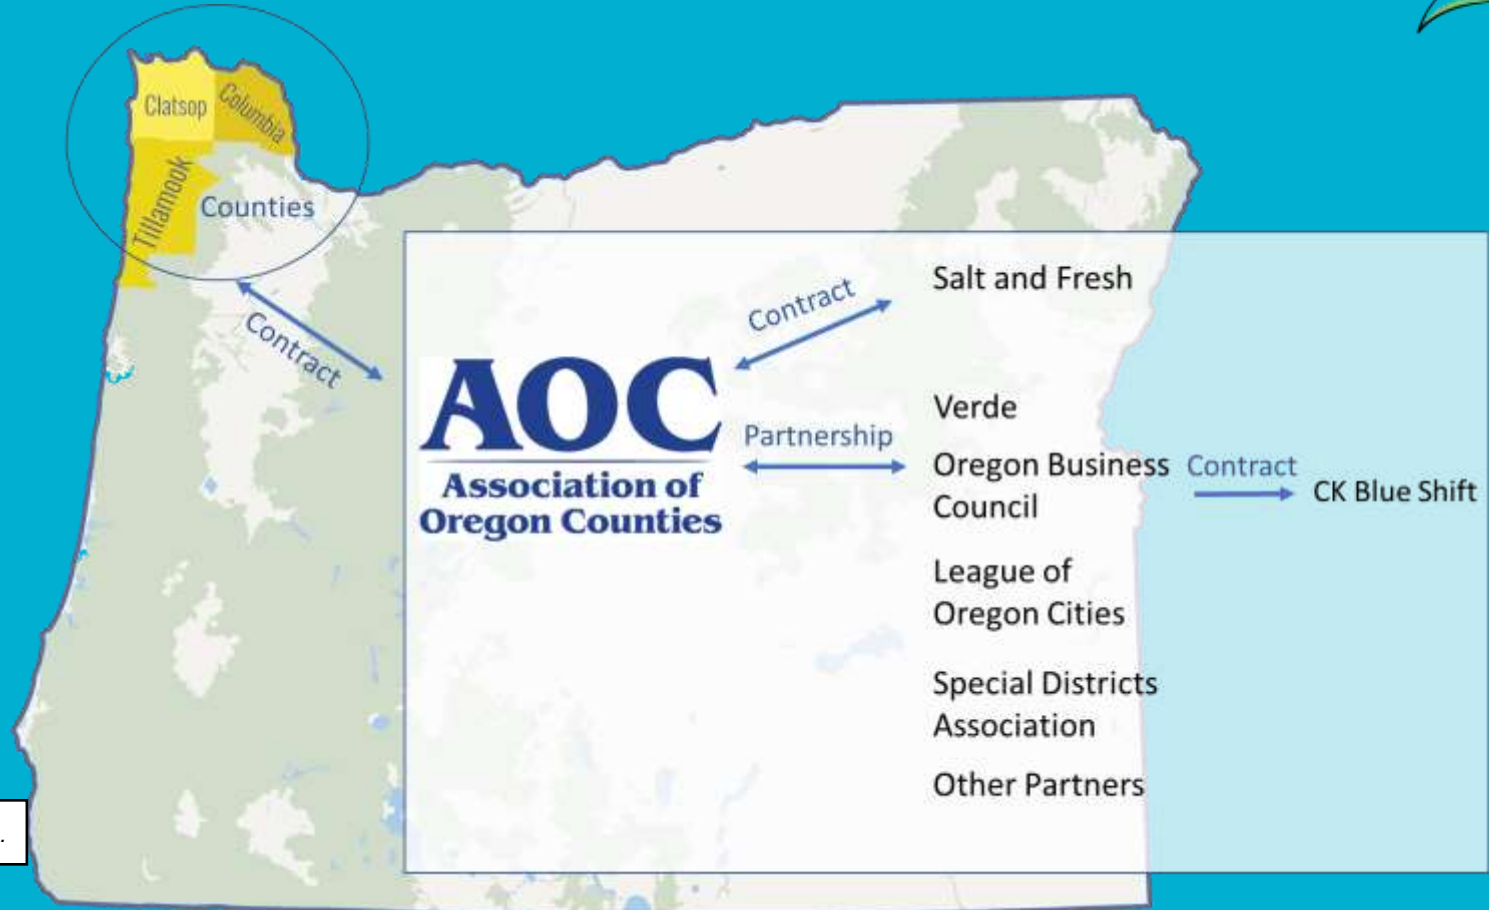 Clatsop
Columbia
Tillamook
Counties
Contract
AOC
Association of
Oregon Counties
Contract
Salt and Fresh
Partnership
Verde
Oregon Business
Council
Contract
CK Blue Shift
League of
Oregon Cities
Special Districts
Association
Other Partners
.